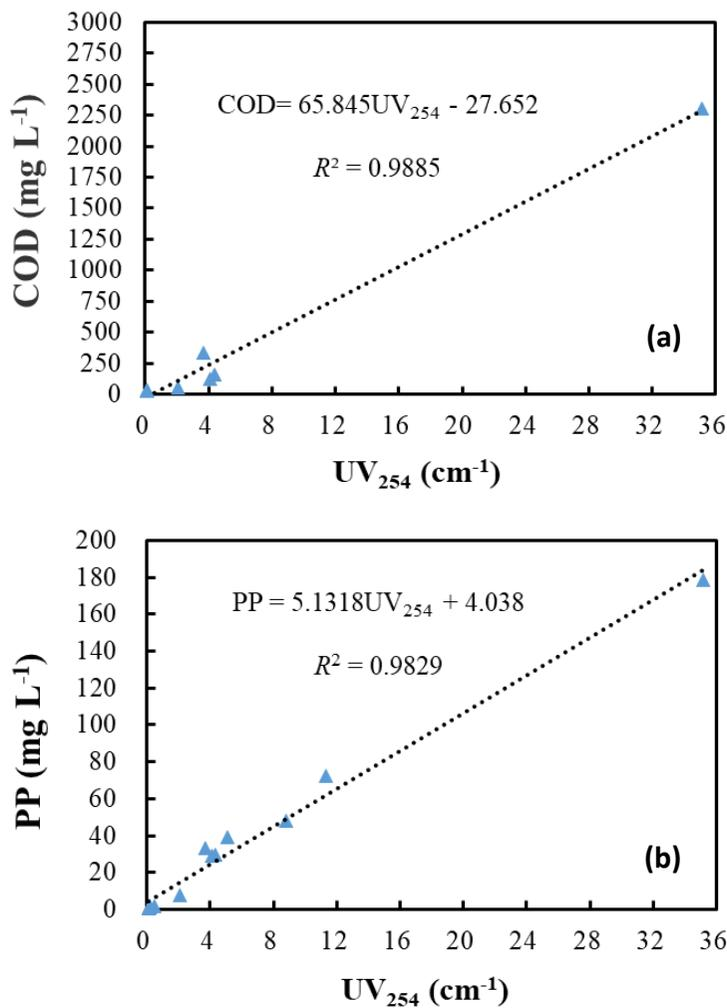 3000
2750
2500
2250
2000
1750
1500
1250
1000
750
500
250
0
COD (mg L-1)
COD= 65.845UV254 - 27.652
R2 = 0.9885
(a)
0 4 8 12 16 20 24 28 32 36
UV254 (cm-1)
200
180
160
140
120
100
80
60
40
20
0
PP (mg L-1)
PP = 5.1318UV254 + 4.038
R2 = 0.9829
(b)
0 4 8 12 16 20 24 28 32 36
UV254 (cm-1)